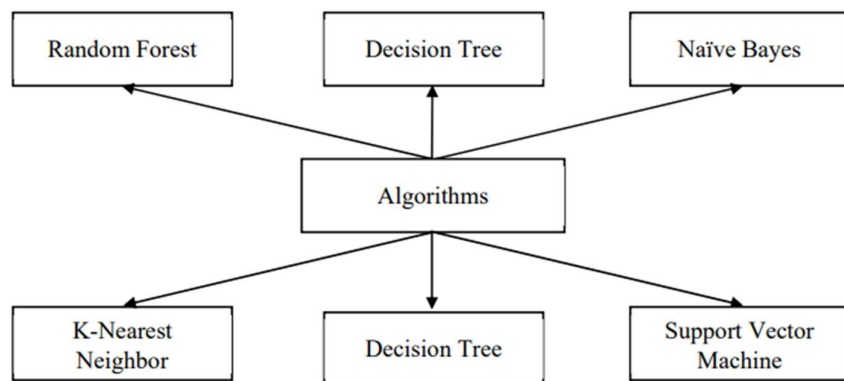 Random Forest
Decision Tree
Naïve Bayes
Algorithms
K-Nearest
Neighbor
Decision Tree
Support Vector
Machine